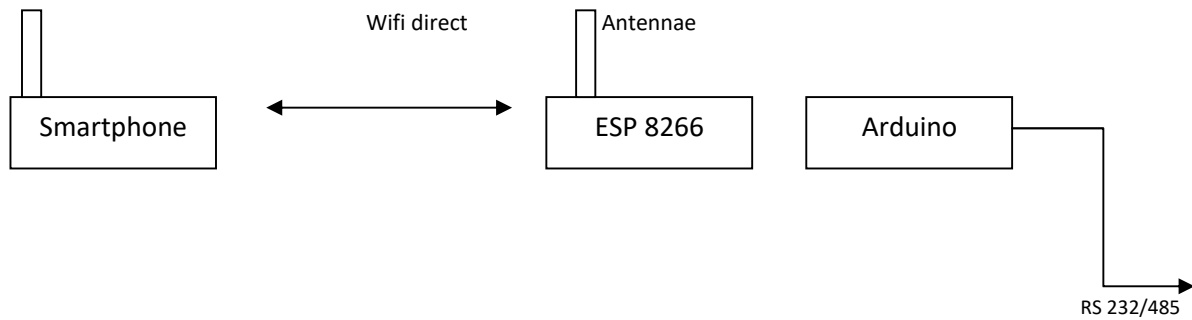 Wifi direct
Antennae
Smartphone
ESP 8266
Arduino
RS 232/485